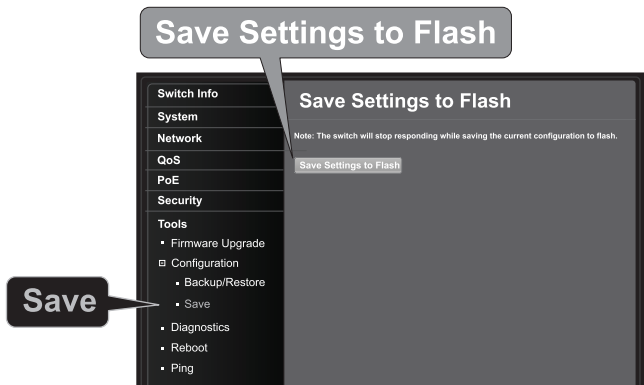 Save Settings to Flash
Switch Info
System
Network
QoS
PoE
Security
Tools
Firmware Upgrade
Configuration
Backup/Restore
Save
Diagnostics
Reboot
Ping
Save
Save Settings to Flash
Note: The switch will stop responding while saving the current configuration to flash.
Save Settings to Flash